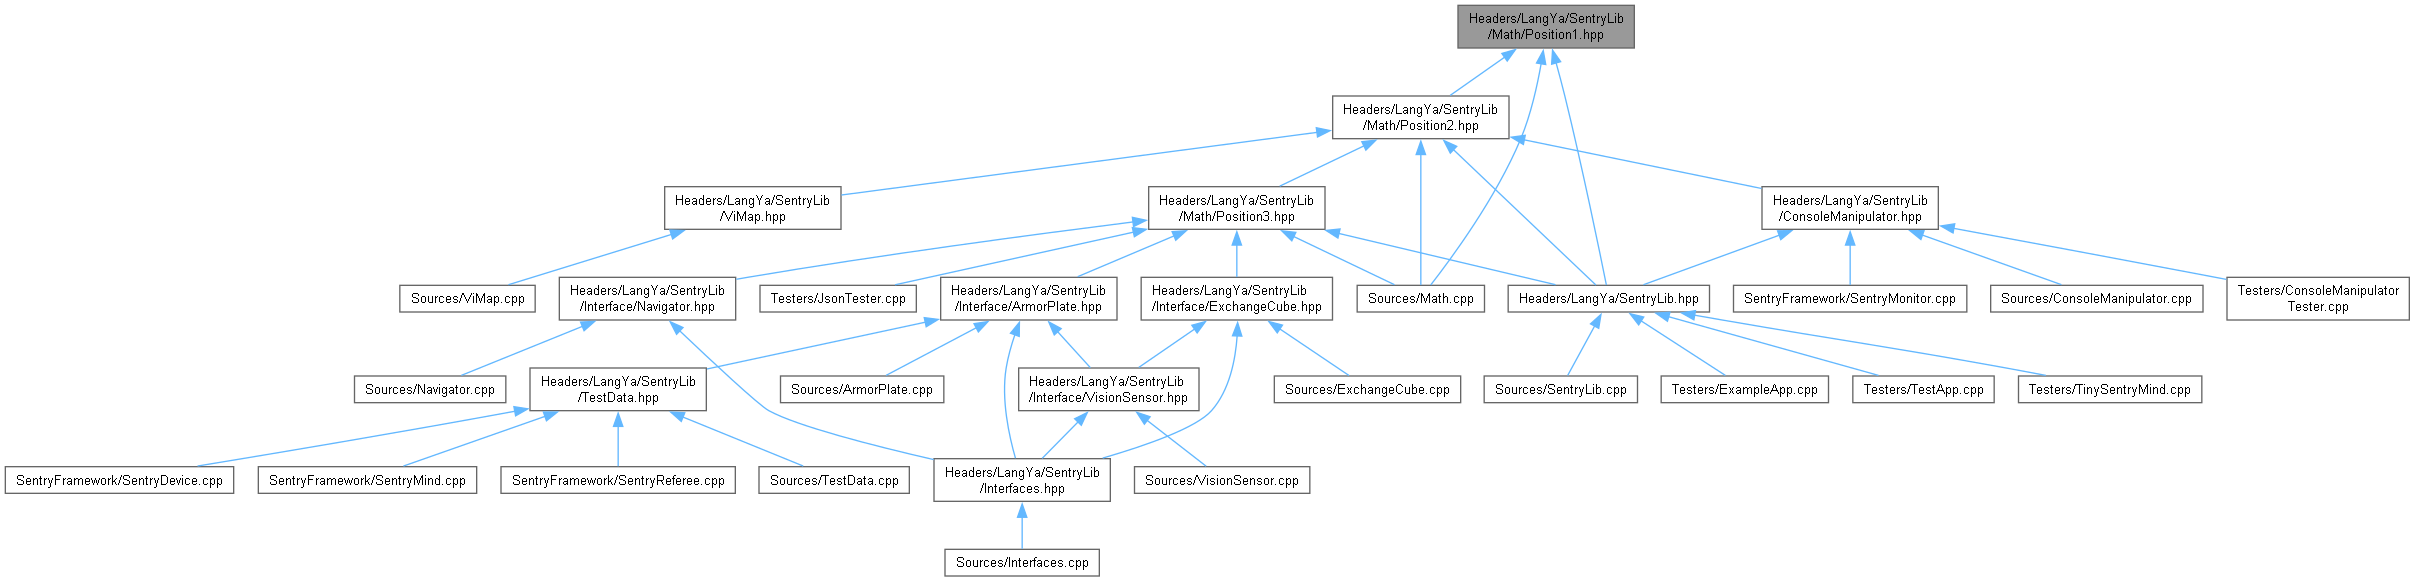 Headers/LangYa/SentryLib
/Math/Position1.hpp
Headers/LangYa/SentryLib
/Math/Position2.hpp
Headers/LangYa/SentryLib
/ViMap.hpp
Headers/LangYa/SentryLib
/Math/Position3.hpp
Headers/LangYa/SentryLib
/ConsoleManipulator.hpp
Sources/ViMap.cpp
Headers/LangYa/SentryLib
/Interface/Navigator.hpp
Testers/JsonTester.cpp
Headers/LangYa/SentryLib
/Interface/ArmorPlate.hpp
Headers/LangYa/SentryLib
/Interface/ExchangeCube.hpp
Sources/Math.cpp
Headers/LangYa/SentryLib.hpp
SentryFramework/SentryMonitor.cpp
Sources/ConsoleManipulator.cpp
Testers/ConsoleManipulator
Tester.cpp
Sources/Navigator.cpp
Headers/LangYa/SentryLib
/TestData.hpp
Sources/ArmorPlate.cpp
Headers/LangYa/SentryLib
/Interface/VisionSensor.hpp
Sources/ExchangeCube.cpp
Sources/SentryLib.cpp
Testers/ExampleApp.cpp
Testers/TestApp.cpp
Testers/TinySentryMind.cpp
SentryFramework/SentryDevice.cpp
SentryFramework/SentryMind.cpp
SentryFramework/SentryReferee.cpp
Sources/TestData.cpp
Headers/LangYa/SentryLib
/Interfaces.hpp
Sources/VisionSensor.cpp
Sources/Interfaces.cpp